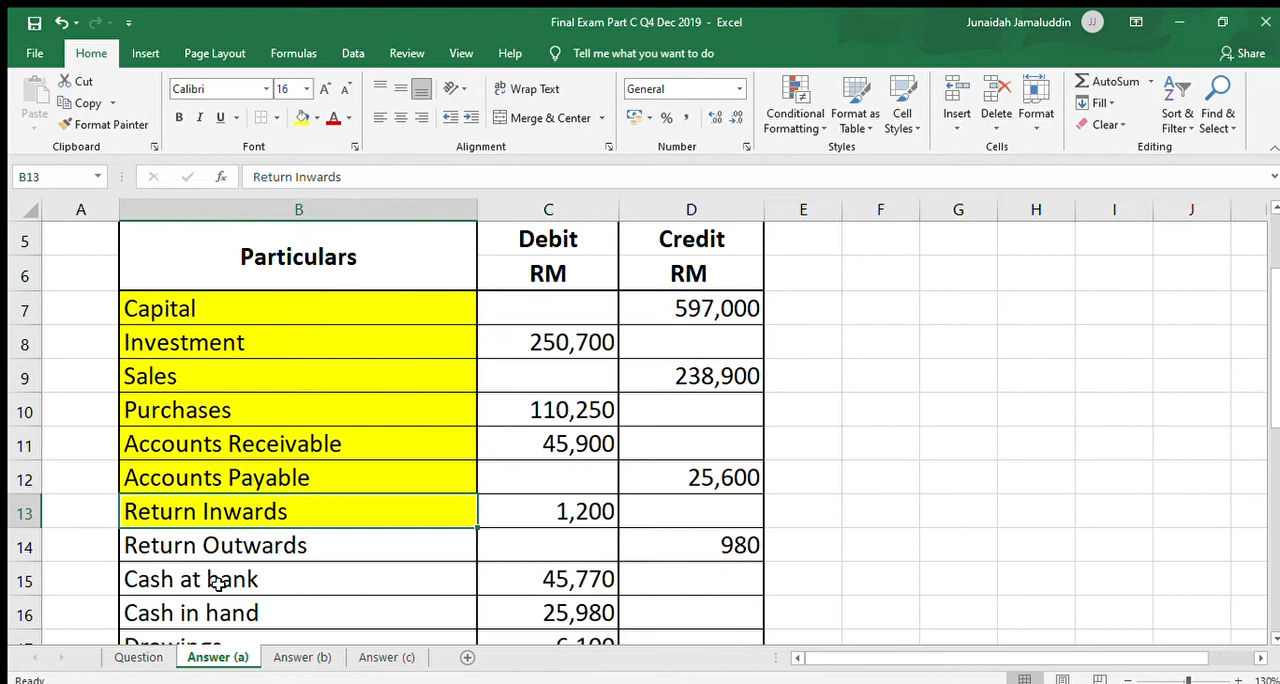 Final Exam Part C Q4 Dec 2019 - Excel
Junaidah Jamaluddin
JJ
File Home Insert Page Layout Formulas Data Review View Help Tell me what you want to do
Share
Paste
Cut
Copy
Format Painter
Clipboard
Calibri 16
B I U
Font
Wrap Text
Merge & Center
Alignment
General
Number
Conditional Formatting
Format as Table
Cell Styles
Styles
Insert Delete Format
Cells
AutoSum
Fill
Clear
Sort & Filter
Find & Select
Editing
B13 fx Return Inwards
A B C D E F G H I J
5 Particulars Debit Credit
6 RM RM
7 Capital 597,000
8 Investment 250,700
9 Sales 238,900
10 Purchases 110,250
11 Accounts Receivable 45,900
12 Accounts Payable 25,600
13 Return Inwards 1,200
14 Return Outwards 980
15 Cash at bank 45,770
16 Cash in hand 25,980
Drawings 6,100
Question Answer (a) Answer (b) Answer (c)
Ready
130%